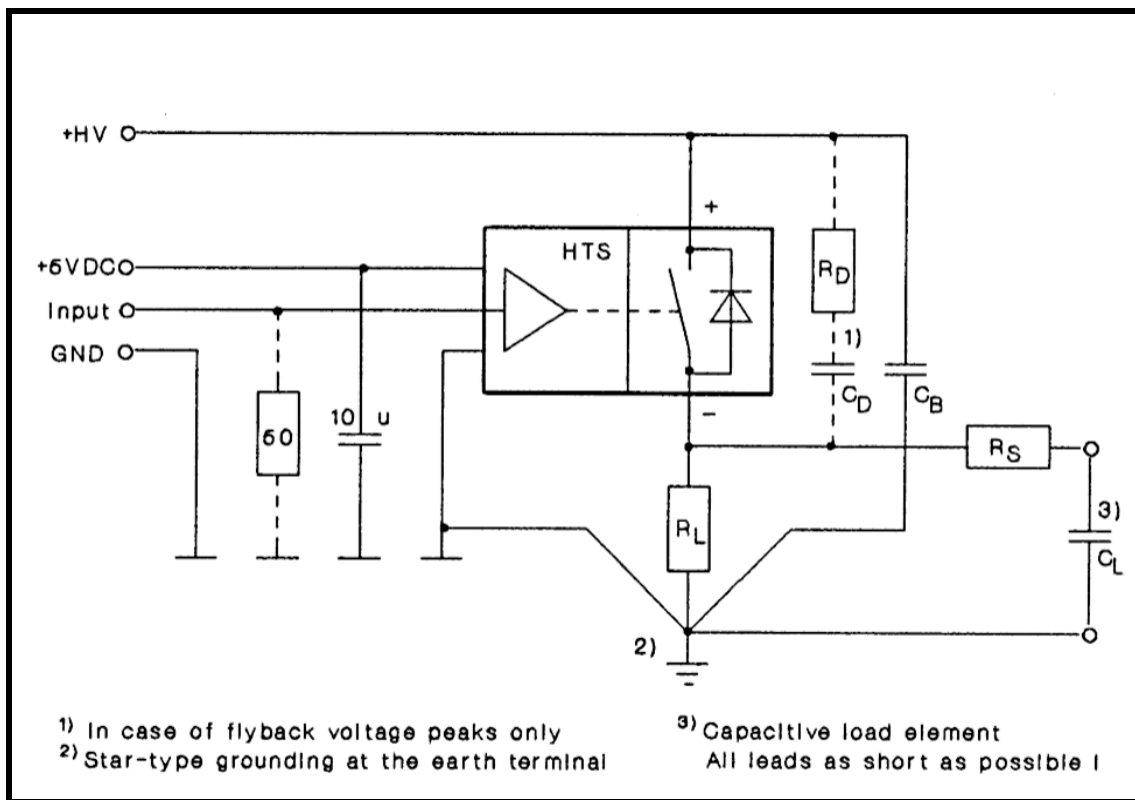 +HV
+
+5VDC
HTS
Input
GND
RD
1)
CD
CB
50
10 u
−
RS
RL
3)
CL
2)
1) In case of flyback voltage peaks only
2) Star-type grounding at the earth terminal
3) Capacitive load element
All leads as short as possible !